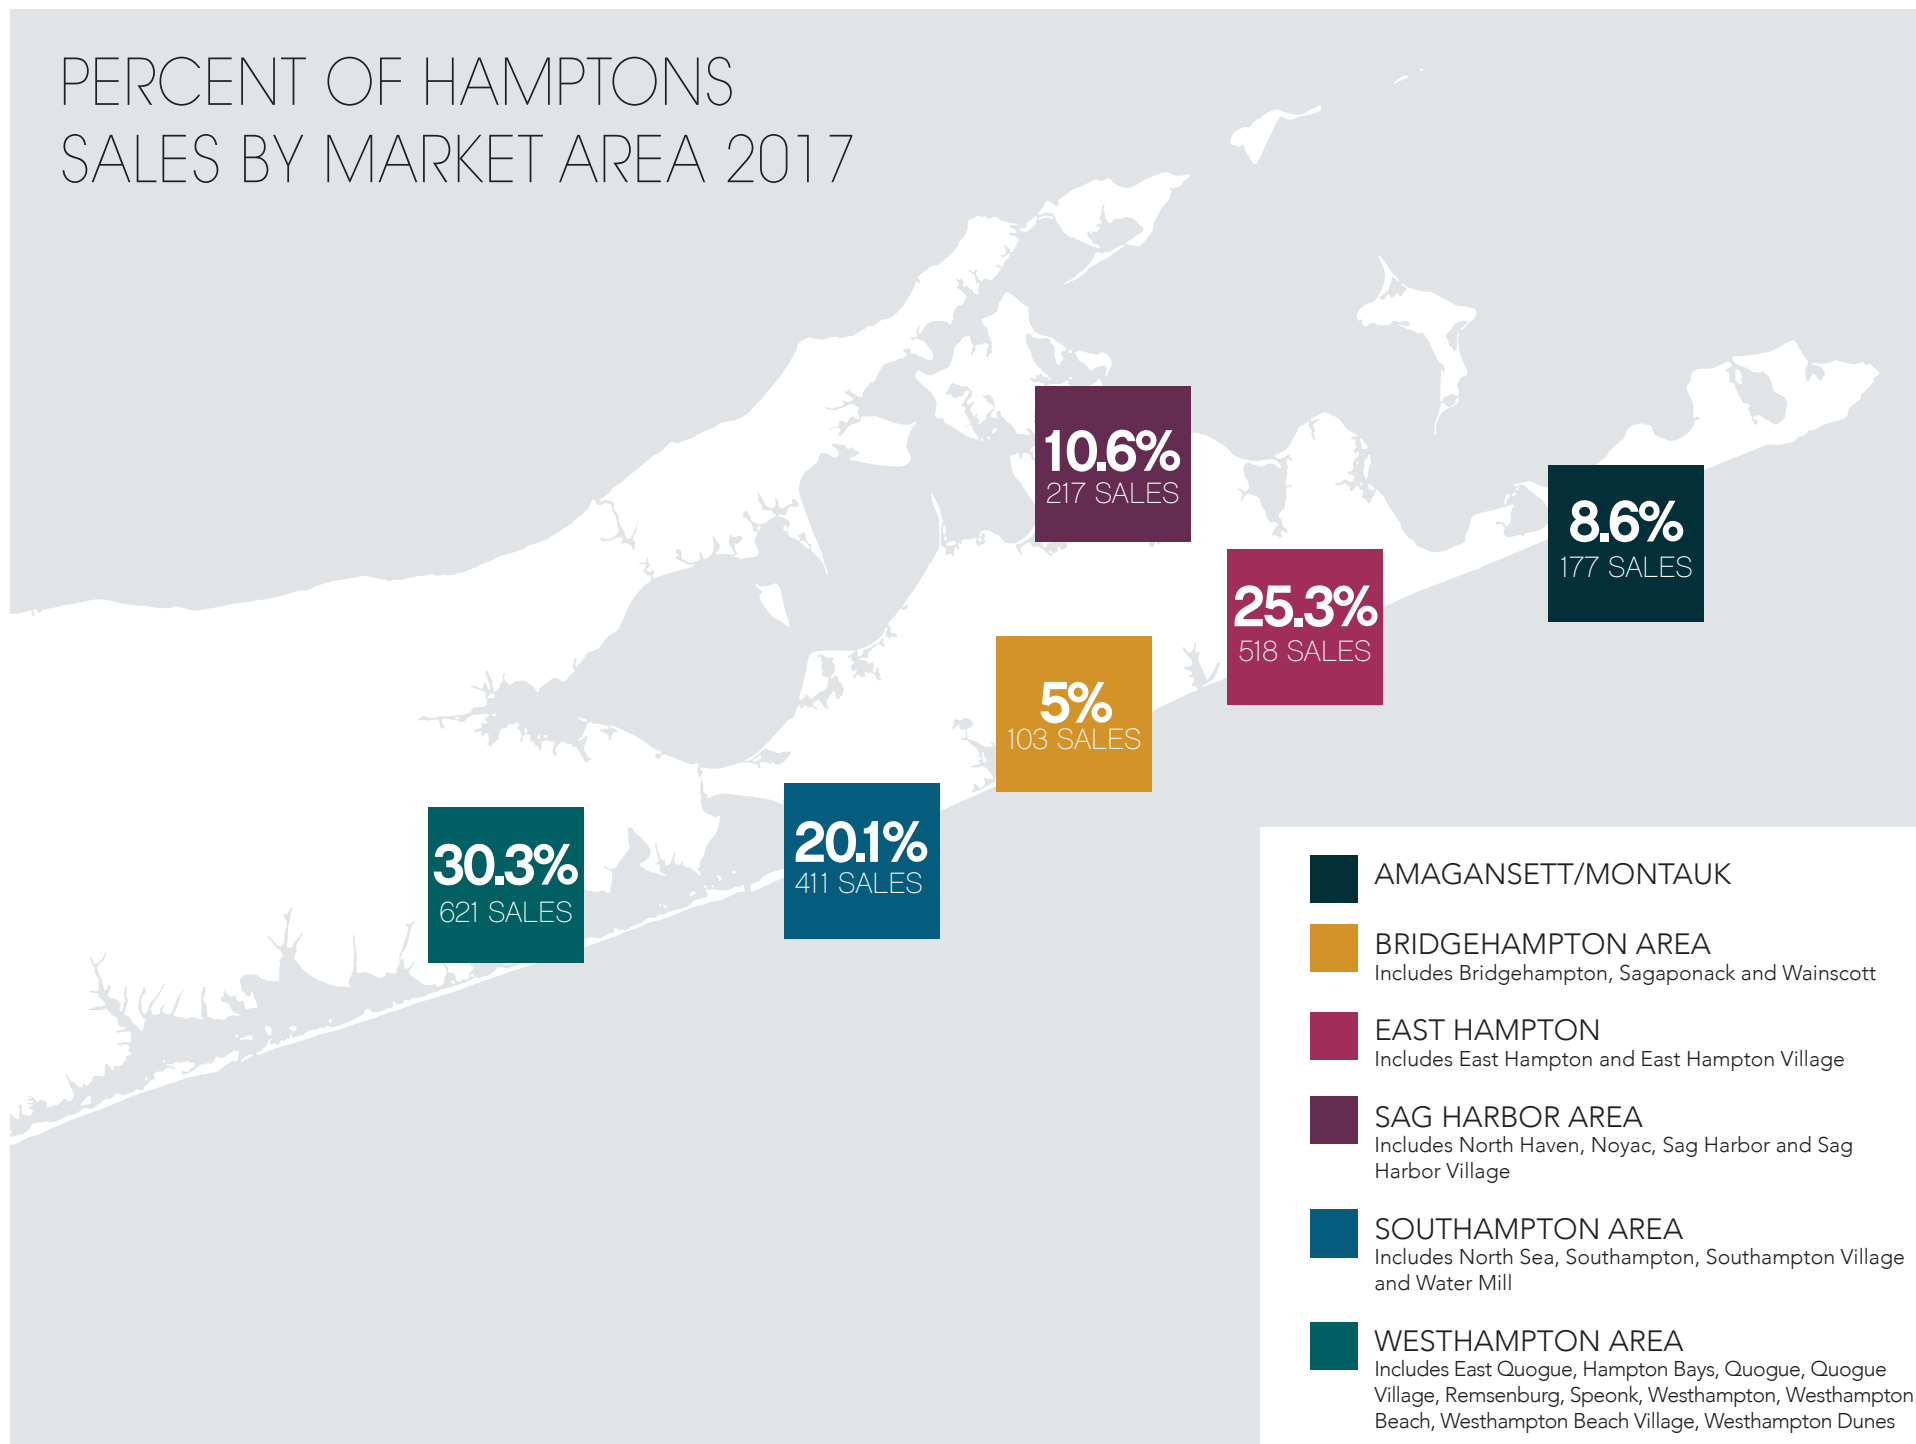 PERCENT OF HAMPTONS
SALES BY MARKET AREA 2017
10.6%
217 SALES
8.6%
177 SALES
25.3%
518 SALES
5%
103 SALES
20.1%
411 SALES
30.3%
621 SALES
AMAGANSETT/MONTAUK
BRIDGEHAMPTON AREA
Includes Bridgehampton, Sagaponack and Wainscott
EAST HAMPTON
Includes East Hampton and East Hampton Village
SAG HARBOR AREA
Includes North Haven, Noyac, Sag Harbor and Sag
Harbor Village
SOUTHAMPTON AREA
Includes North Sea, Southampton, Southampton Village
and Water Mill
WESTHAMPTON AREA
Includes East Quogue, Hampton Bays, Quogue, Quogue
Village, Remsenburg, Speonk, Westhampton, Westhampton
Beach, Westhampton Beach Village, Westhampton Dunes